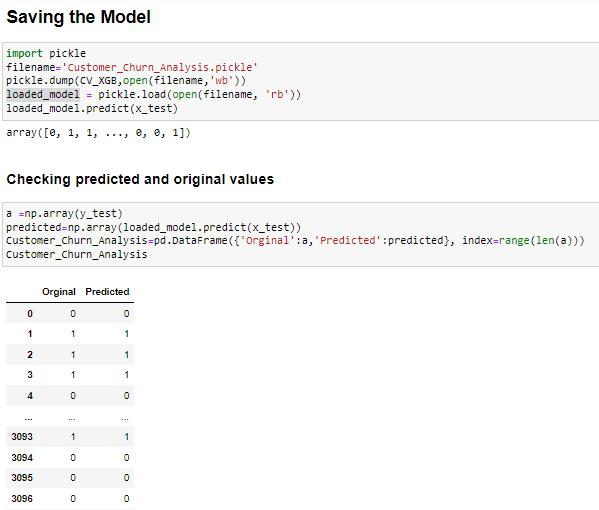 Saving the Model
import pickle
filename='Customer_Churn_Analysis.pickle'
pickle.dump(CV_XGB,open(filename,'wb'))
loaded_model = pickle.load(open(filename, 'rb'))
loaded_model.predict(x_test)
array([0, 1, 1, ..., 0, 0, 1])
Checking predicted and original values
a =np.array(y_test)
predicted=np.array(loaded_model.predict(x_test))
Customer_Churn_Analysis=pd.DataFrame({'Orginal':a,'Predicted':predicted}, index=range(len(a)))
Customer_Churn_Analysis
Orginal Predicted
0 0 0
1 1 1
2 1 1
3 1 1
4 0 0
... ... ...
3093 1 1
3094 0 0
3095 0 0
3096 0 0